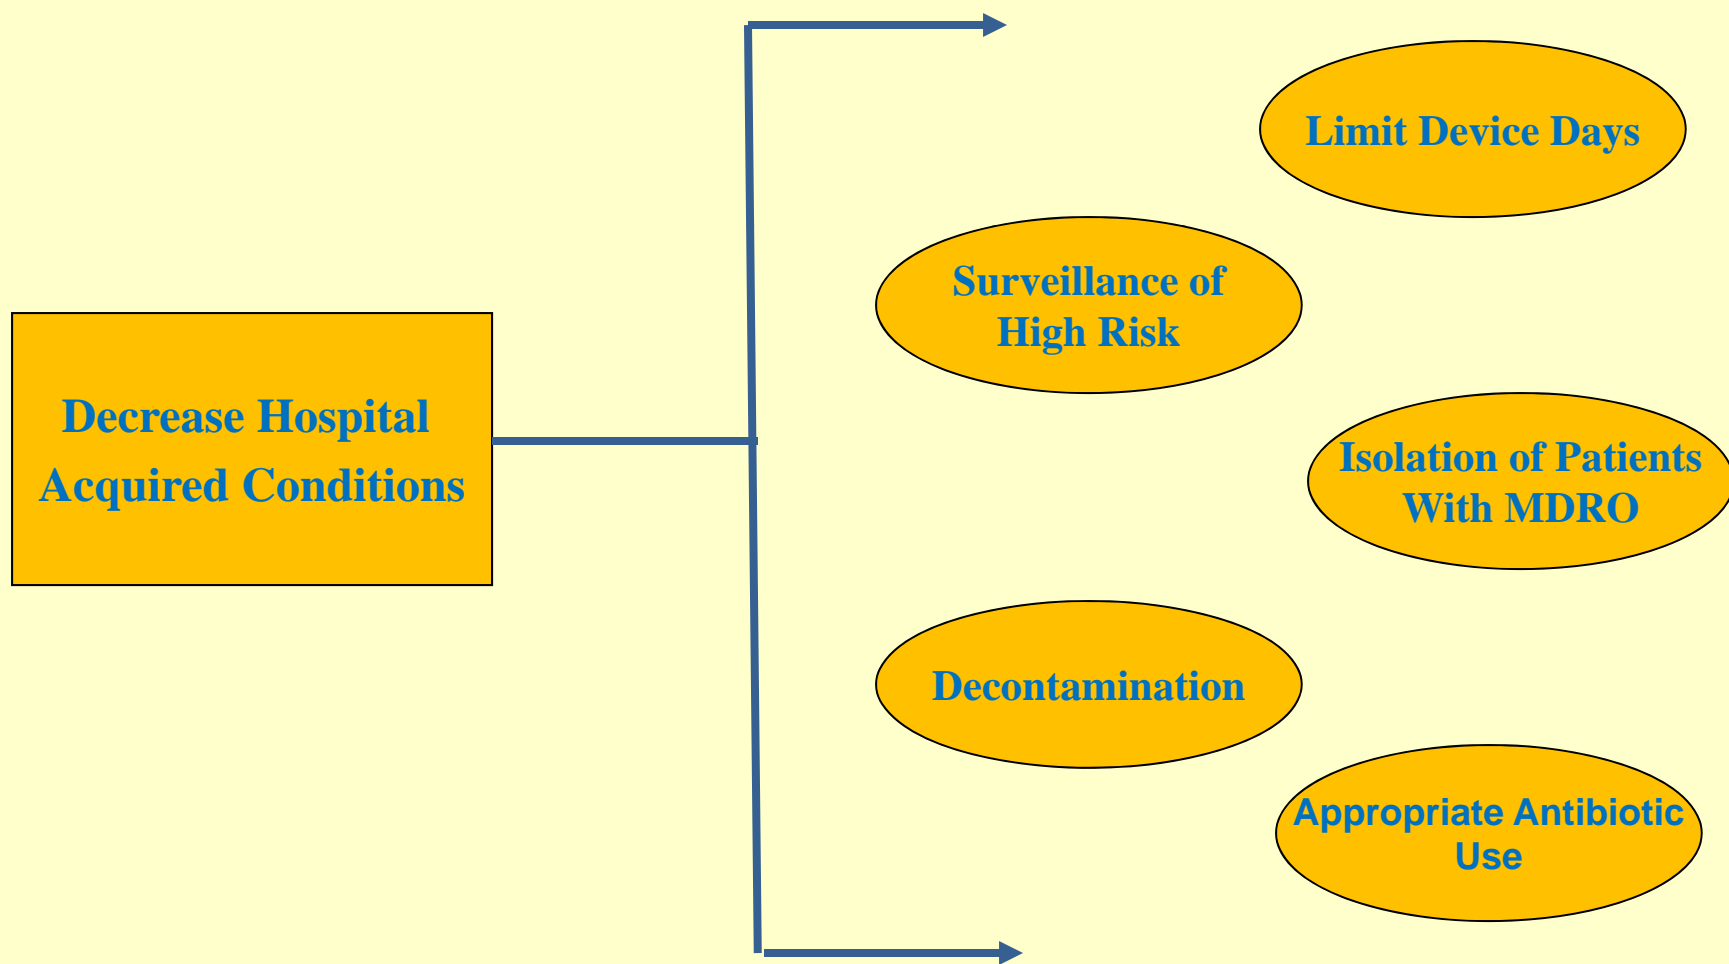 Decrease Hospital
Acquired Conditions
Limit Device Days
Surveillance of
High Risk
Isolation of Patients
With MDRO
Decontamination
Appropriate Antibiotic
Use